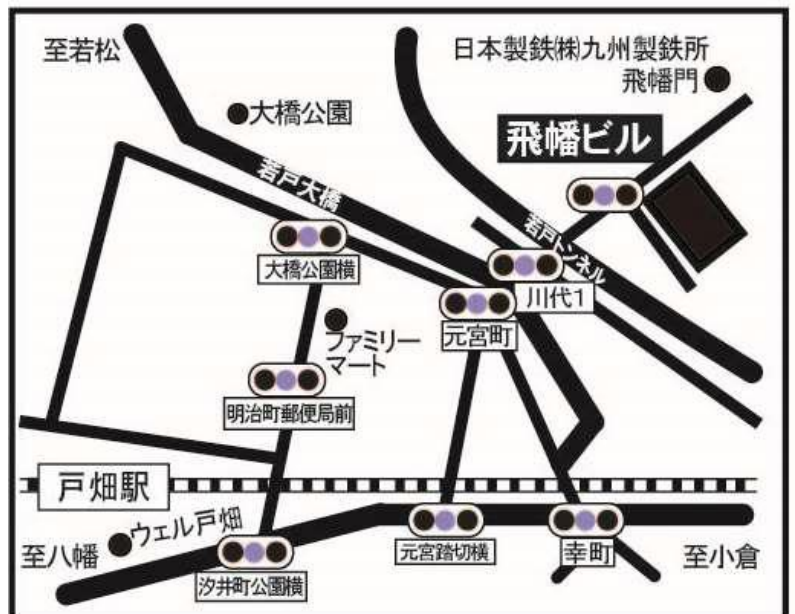 至若松
日本製鉄㈱九州製鉄所
飛幡門
大橋公園
飛幡ビル
若戸大橋
若戸トンネル
大橋公園横
川代1
元宮町
ファミリー
マート
明治町郵便局前
戸畑駅
ウェル戸畑
至八幡
汐井町公園横
元宮踏切横
幸町
至小倉